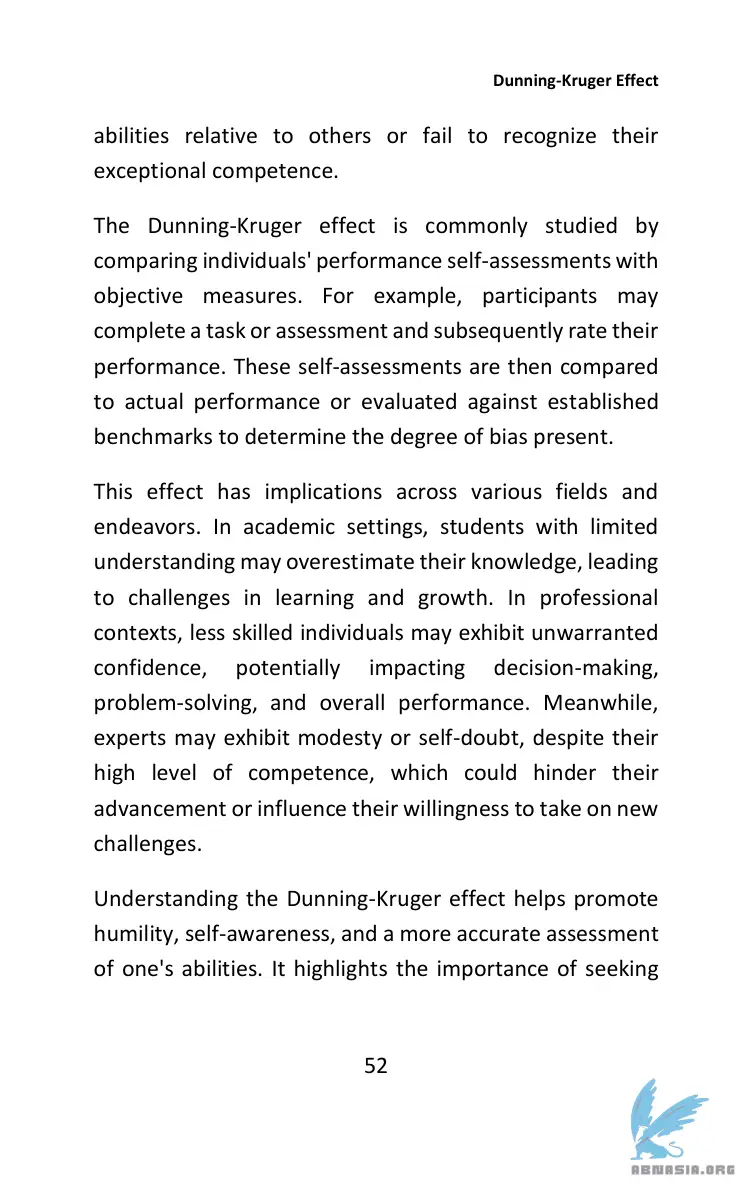 Dunning-Kruger Effect
abilities relative to others or fail to recognize their
exceptional competence.
The Dunning-Kruger effect is commonly studied by
comparing individuals' performance self-assessments with
objective measures. For example, participants may
complete a task or assessment and subsequently rate their
performance. These self-assessments are then compared
to actual performance or evaluated against established
benchmarks to determine the degree of bias present.
This effect has implications across various fields and
endeavors. In academic settings, students with limited
understanding may overestimate their knowledge, leading
to challenges in learning and growth. In professional
contexts, less skilled individuals may exhibit unwarranted
confidence, potentially impacting decision-making,
problem-solving, and overall performance. Meanwhile,
experts may exhibit modesty or self-doubt, despite their
high level of competence, which could hinder their
advancement or influence their willingness to take on new
challenges.
Understanding the Dunning-Kruger effect helps promote
humility, self-awareness, and a more accurate assessment
of one's abilities. It highlights the importance of seeking
52
ABNASIA.ORG